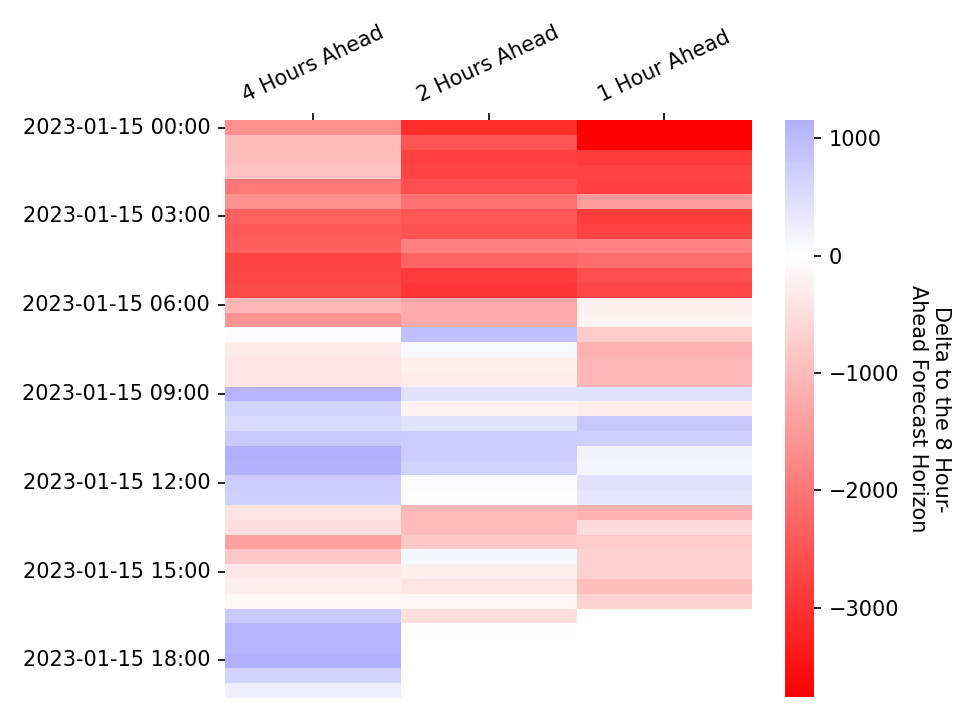 4 Hours Ahead
2 Hours Ahead
1 Hour Ahead
2023-01-15 00:00
2023-01-15 03:00
2023-01-15 06:00
2023-01-15 09:00
2023-01-15 12:00
2023-01-15 15:00
2023-01-15 18:00
1000
0
−1000
−2000
−3000
Delta to the 8 Hour-
Ahead Forecast Horizon